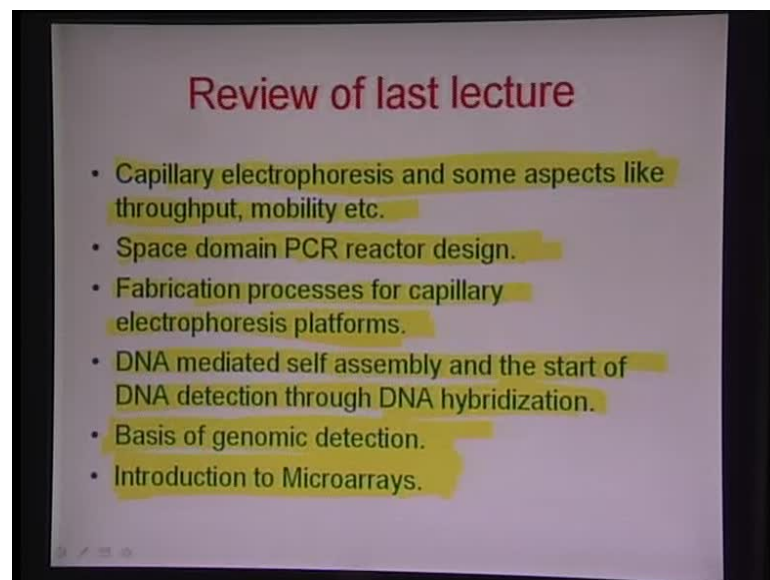 Review of last lecture
• Capillary electrophoresis and some aspects like
throughput, mobility etc.
• Space domain PCR reactor design.
• Fabrication processes for capillary
electrophoresis platforms.
• DNA mediated self assembly and the start of
DNA detection through DNA hybridization.
• Basis of genomic detection.
• Introduction to Microarrays.